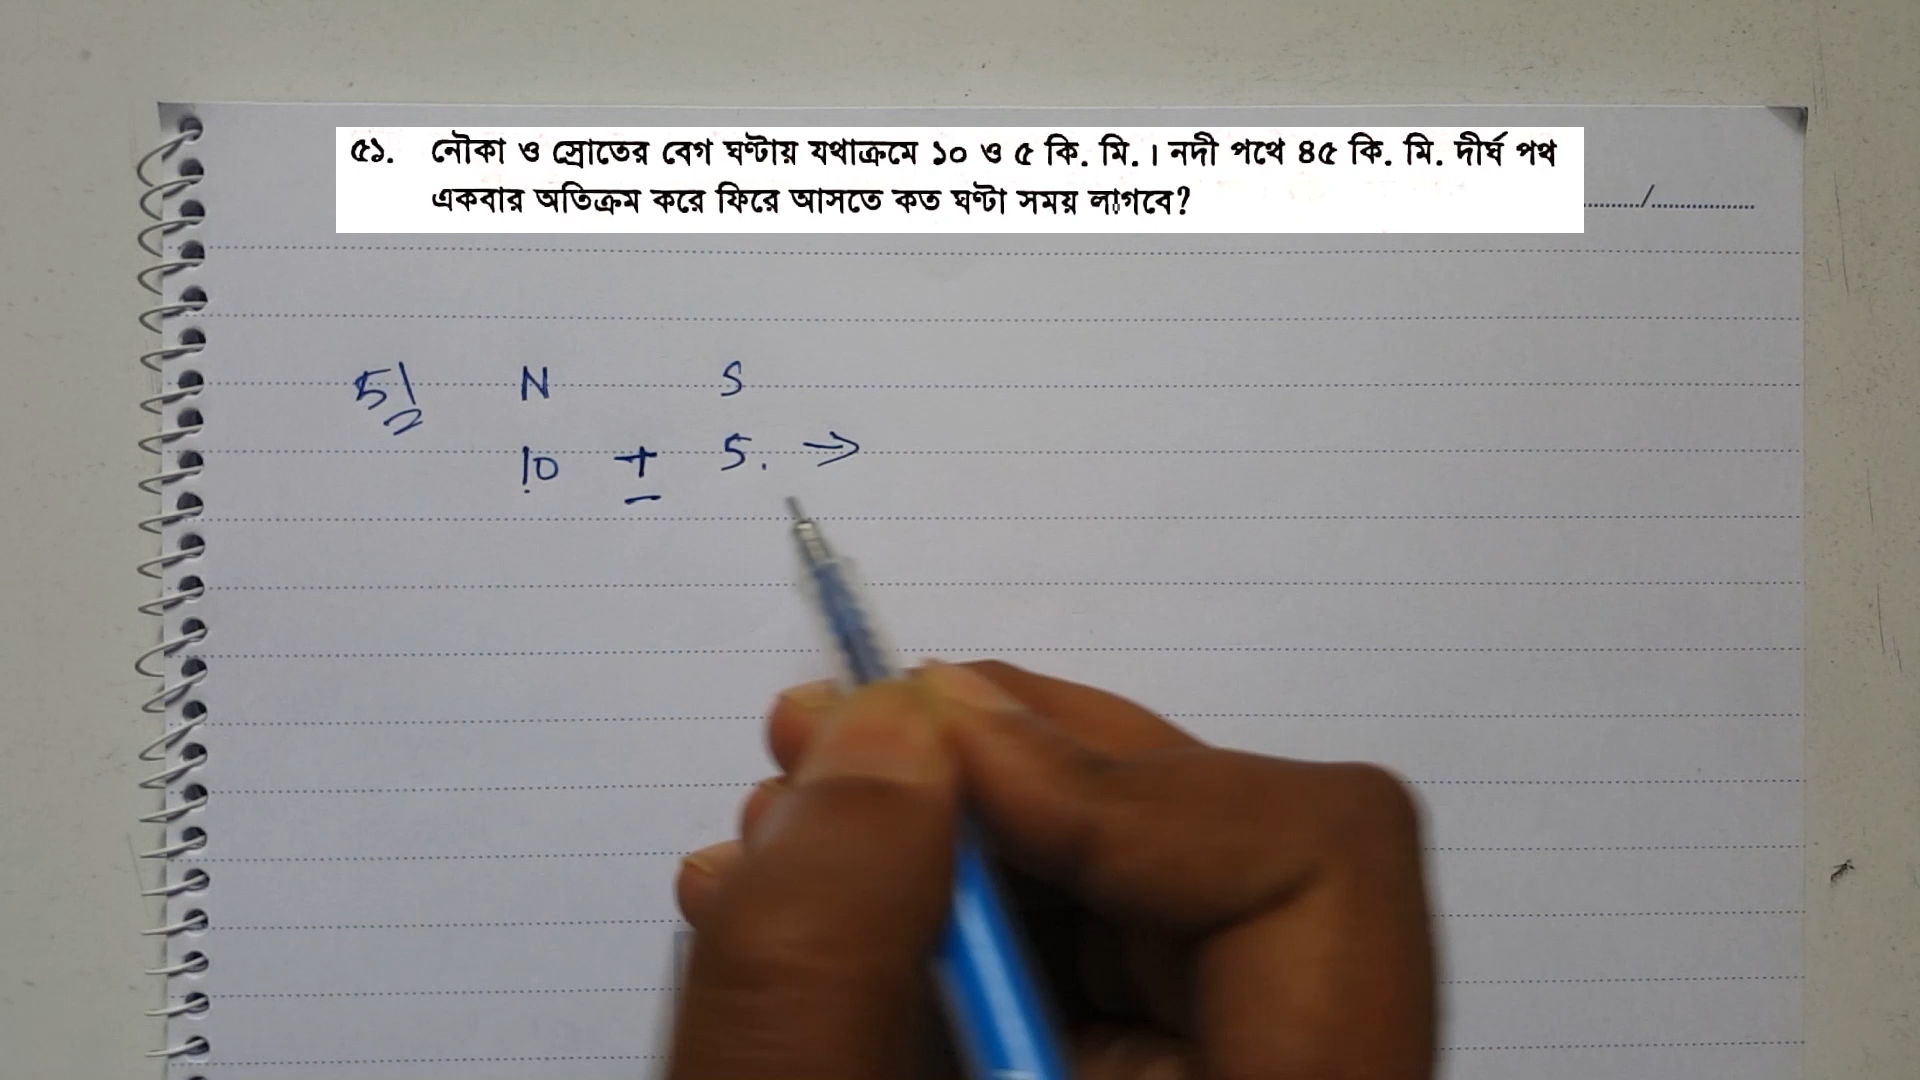 ৫১. নৌকা ও স্রোতের বেগ ঘণ্টায় যথাক্রমে ১০ ও ৫ কি. মি. । নদী পথে ৪৫ কি. মি. দীর্ঘ পথ
একবার অতিক্রম করে ফিরে আসতে কত ঘণ্টা সময় লাগবে?
......./.................
51 N S
10 + 5. →
-